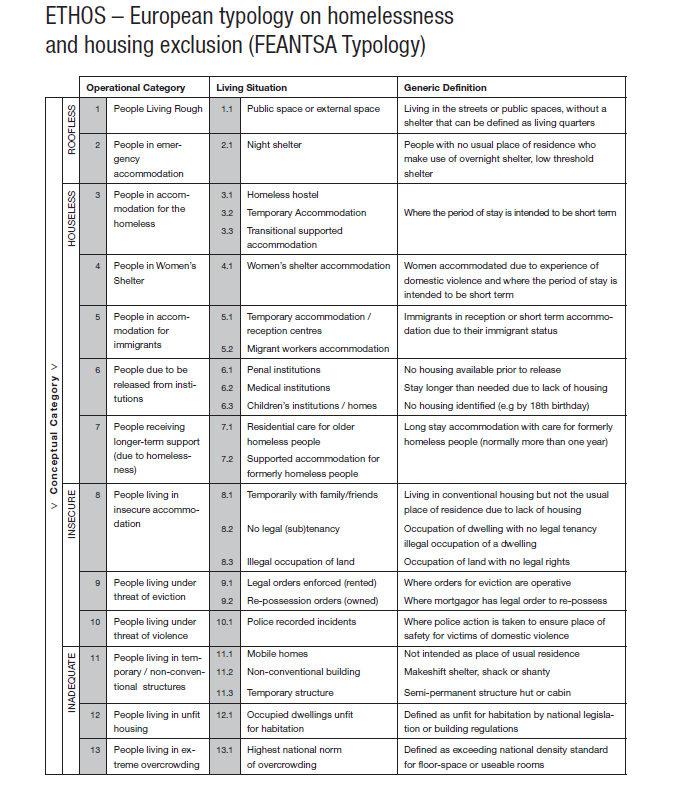 ETHOS – European typology on homelessness
and housing exclusion (FEANTSA Typology)
Operational Category Living Situation Generic Definition
> Conceptual Category >
ROOFLESS
1 People Living Rough 1.1 Public space or external space Living in the streets or public spaces, without a
shelter that can be defined as living quarters
2 People in emer- 2.1 Night shelter People with no usual place of residence who
gency make use of overnight shelter, low threshold
accommodation shelter
HOUSELESS
3 People in accom- 3.1 Homeless hostel
modation for the 3.2 Temporary Accommodation Where the period of stay is intended to be short term
homeless 3.3 Transitional supported
accommodation
4 People in Women's 4.1 Women's shelter accommodation Women accommodated due to experience of
Shelter domestic violence and where the period of stay is
intended to be short term
5 People in accom- 5.1 Temporary accommodation / Immigrants in reception or short term accommo-
modation for reception centres dation due to their immigrant status
immigrants 5.2 Migrant workers accommodation
6 People due to be 6.1 Penal institutions No housing available prior to release
released from insti- 6.2 Medical institutions Stay longer than needed due to lack of housing
tutions 6.3 Children's institutions / homes No housing identified (e.g by 18th birthday)
7 People receiving 7.1 Residential care for older Long stay accommodation with care for formerly
longer-term support homeless people homeless people (normally more than one year)
(due to homeless- 7.2 Supported accommodation for
ness) formerly homeless people
INSECURE
8 People living in 8.1 Temporarily with family/friends Living in conventional housing but not the usual
insecure accommo- place of residence due to lack of housing
dation 8.2 No legal (sub)tenancy Occupation of dwelling with no legal tenancy
illegal occupation of a dwelling
8.3 Illegal occupation of land Occupation of land with no legal rights
9 People living under 9.1 Legal orders enforced (rented) Where orders for eviction are operative
threat of eviction 9.2 Re-possession orders (owned) Where mortgagor has legal order to re-possess
10 People living under 10.1 Police recorded incidents Where police action is taken to ensure place of
threat of violence safety for victims of domestic violence
INADEQUATE
11 People living in tem- 11.1 Mobile homes Not intended as place of usual residence
porary / non-conven- 11.2 Non-conventional building Makeshift shelter, shack or shanty
tional structures 11.3 Temporary structure Semi-permanent structure hut or cabin
12 People living in unfit 12.1 Occupied dwellings unfit Defined as unfit for habitation by national legisla-
housing for habitation tion or building regulations
13 People living in ex- 13.1 Highest national norm Defined as exceeding national density standard
treme overcrowding of overcrowding for floor-space or useable rooms